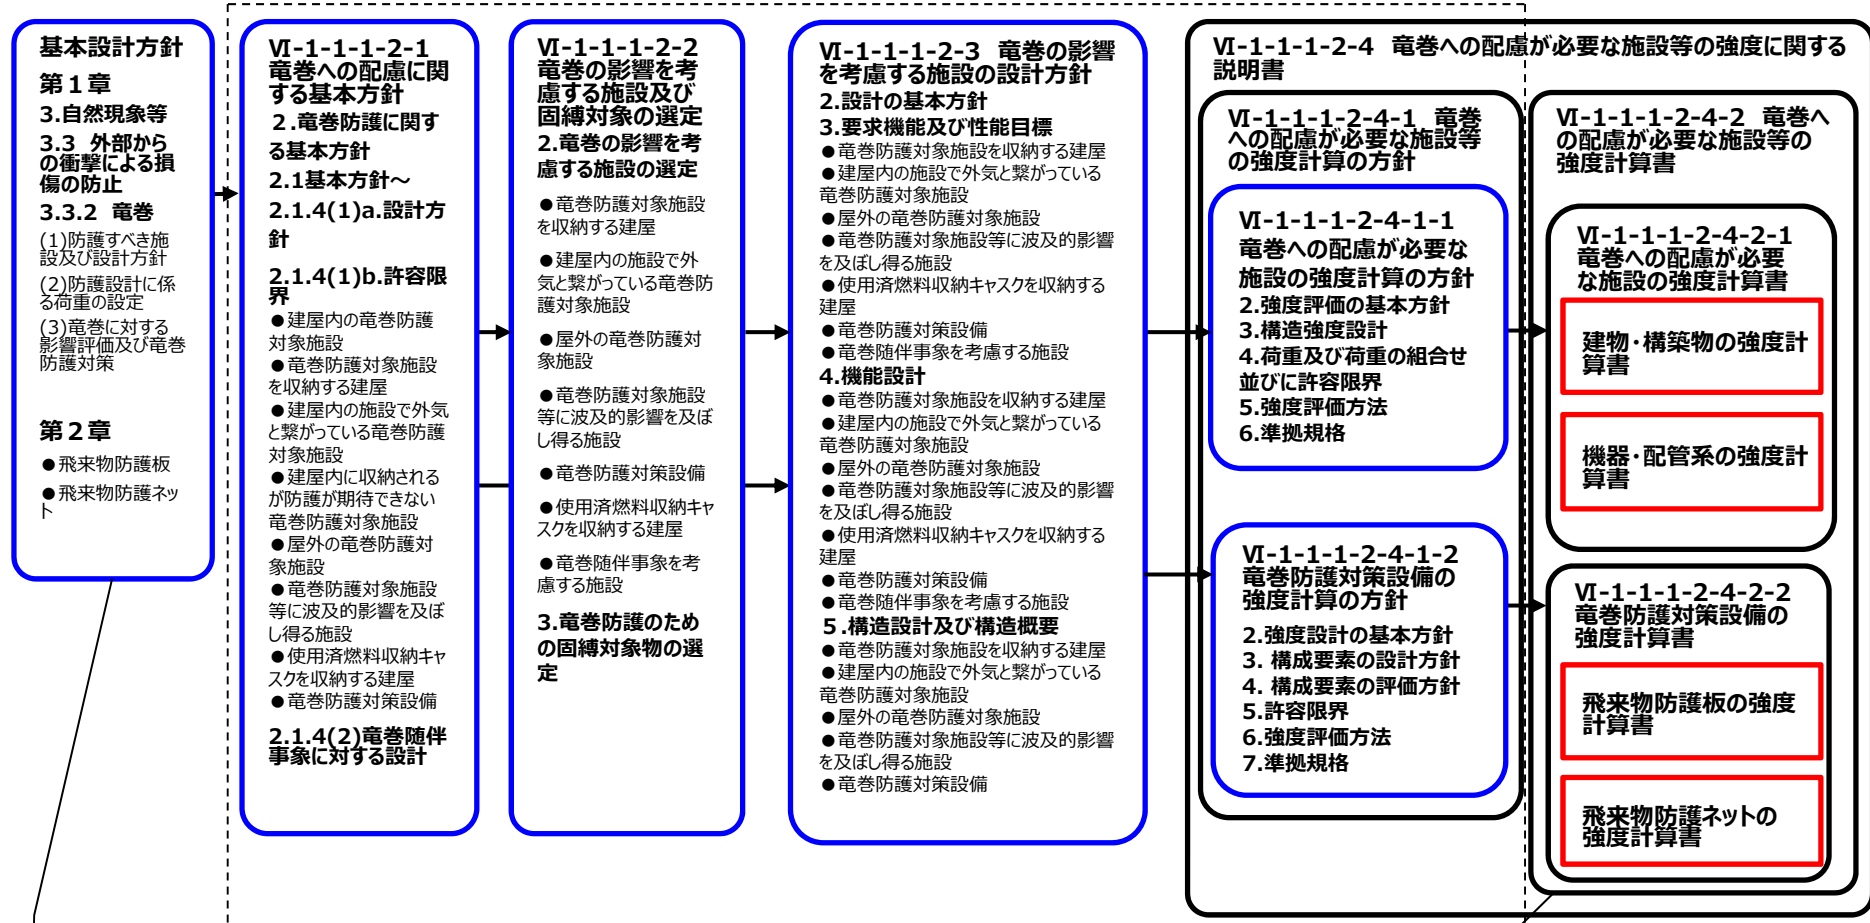 基本設計方針
第1章
3.自然現象等
3.3 外部から
の衝撃による損
傷の防止
3.3.2 竜巻
(1)防護すべき施
設及び設計方針
(2)防護設計に係
る荷重の設定
(3)竜巻に対する
影響評価及び竜巻
防護対策
第2章
●飛来物防護板
●飛来物防護ネッ
ト
Ⅵ-1-1-1-2-1
竜巻への配慮に関
する基本方針
2.竜巻防護に関す
る基本方針
2.1基本方針～
2.1.4(1)a.設計方
針
2.1.4(1)b.許容限
界
●建屋内の竜巻防護
対象施設
●竜巻防護対象施設
を収納する建屋
●建屋内の施設で外気
と繋がっている竜巻防護
対象施設
●建屋内に収納される
が防護が期待できない
竜巻防護対象施設
●屋外の竜巻防護対
象施設
●竜巻防護対象施設
等に波及的影響を及ぼ
し得る施設
●使用済燃料収納キャ
スクを収納する建屋
●竜巻防護対策設備
2.1.4(2)竜巻随伴
事象に対する設計
Ⅵ-1-1-1-2-2
竜巻の影響を考
慮する施設及び
固縛対象の選定
2.竜巻の影響を考
慮する施設の選定
●竜巻防護対象施設
を収納する建屋
●建屋内の施設で外
気と繋がっている竜巻防
護対象施設
●屋外の竜巻防護対
象施設
●竜巻防護対象施設
等に波及的影響を及ぼ
し得る施設
●竜巻防護対策設備
●使用済燃料収納キャ
スクを収納する建屋
●竜巻随伴事象を考
慮する施設
3.竜巻防護のため
の固縛対象物の選
定
Ⅵ-1-1-1-2-3 竜巻の影響
を考慮する施設の設計方針
2.設計の基本方針
3.要求機能及び性能目標
●竜巻防護対象施設を収納する建屋
●建屋内の施設で外気と繋がっている
竜巻防護対象施設
●屋外の竜巻防護対象施設
●竜巻防護対象施設等に波及的影響
を及ぼし得る施設
●使用済燃料収納キャスクを収納する
建屋
●竜巻防護対策設備
●竜巻随伴事象を考慮する施設
4.機能設計
●竜巻防護対象施設を収納する建屋
●建屋内の施設で外気と繋がっている
竜巻防護対象施設
●屋外の竜巻防護対象施設
●竜巻防護対象施設等に波及的影響
を及ぼし得る施設
●使用済燃料収納キャスクを収納する
建屋
●竜巻防護対策設備
●竜巻随伴事象を考慮する施設
5.構造設計及び構造概要
●竜巻防護対象施設を収納する建屋
●建屋内の施設で外気と繋がっている
竜巻防護対象施設
●屋外の竜巻防護対象施設
●竜巻防護対象施設等に波及的影響
を及ぼし得る施設
●竜巻防護対策設備
Ⅵ-1-1-1-2-4 竜巻への配慮が必要な施設等の強度に関する
説明書
Ⅵ-1-1-1-2-4-1 竜巻
への配慮が必要な施設等
の強度計算の方針
Ⅵ-1-1-1-2-4-1-1
竜巻への配慮が必要な
施設の強度計算の方針
2.強度評価の基本方針
3.構造強度設計
4.荷重及び荷重の組合せ
並びに許容限界
5.強度評価方法
6.準拠規格
Ⅵ-1-1-1-2-4-1-2
竜巻防護対策設備の
強度計算の方針
2.強度設計の基本方針
3. 構成要素の設計方針
4. 構成要素の評価方針
5.許容限界
6.強度評価方法
7.準拠規格
Ⅵ-1-1-1-2-4-2 竜巻へ
の配慮が必要な施設等の
強度計算書
Ⅵ-1-1-1-2-4-2-1
竜巻への配慮が必要
な施設の強度計算書
建物・構築物の強度計
算書
機器・配管系の強度計
算書
Ⅵ-1-1-1-2-4-2-2
竜巻防護対策設備の
強度計算書
飛来物防護板の強度
計算書
飛来物防護ネットの
強度計算書